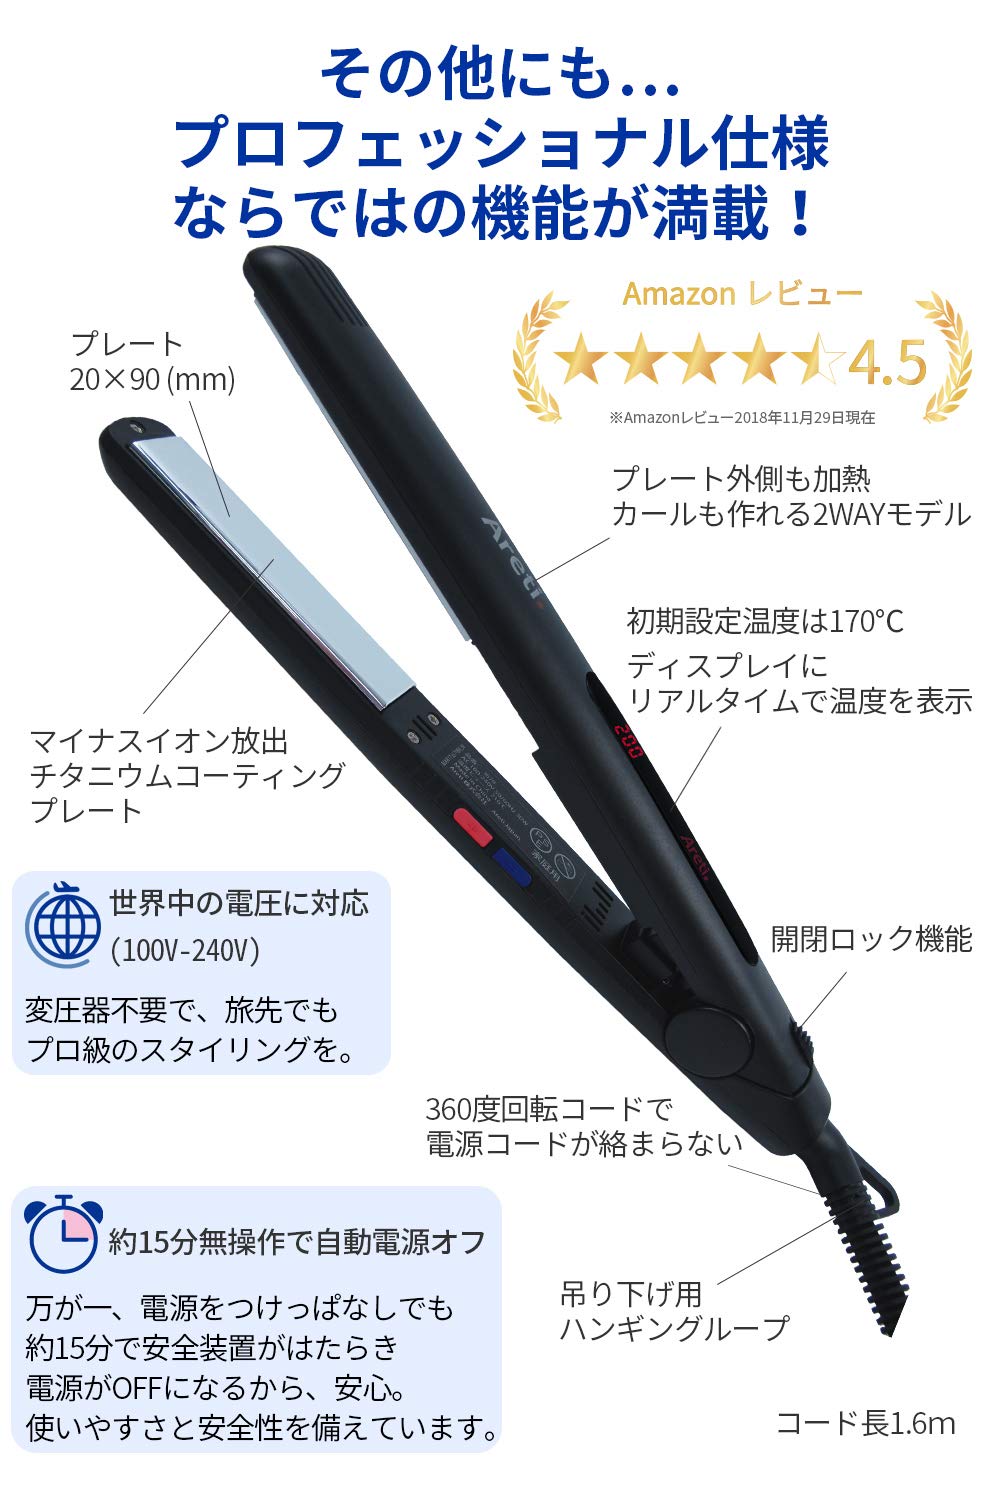 その他にも…
プロフェッショナル仕様
ならではの機能が満載！
Amazon レビュー
4.5
※Amazonレビュー2018年11月29日現在
プレート
20×90 (mm)
プレート外側も加熱
カールも作れる2WAYモデル
Areti.
初期設定温度は170℃
ディスプレイに
リアルタイムで温度を表示
200
マイナスイオン放出
チタニウムコーティング
プレート
Areti.
家庭用
世界中の電圧に対応
(100V-240V)
変圧器不要で、旅先でも
プロ級のスタイリングを。
開閉ロック機能
360度回転コードで
電源コードが絡まらない
約15分無操作で自動電源オフ
万が一、電源をつけっぱなしでも
約15分で安全装置がはたらき
電源がOFFになるから、安心。
使いやすさと安全性を備えています。
吊り下げ用
ハンギングループ
コード長1.6m